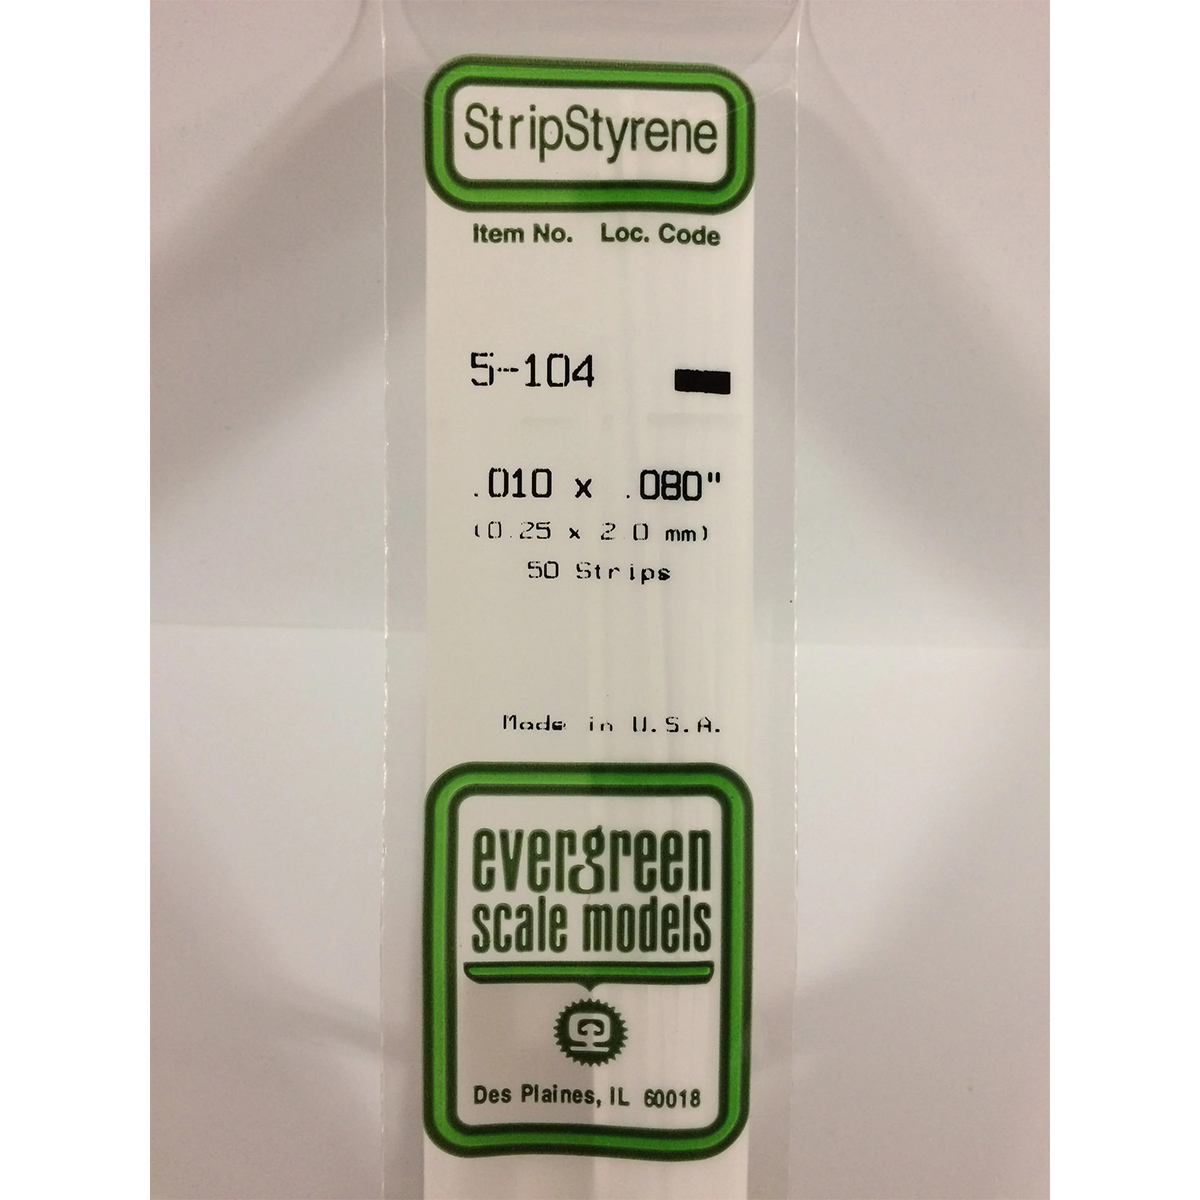 StripStyrene
Item No. Loc. Code
5-104
.010 x .080"
(0.25 x 2.0 mm)
50 Strips
Made in U.S.A.
evergreen
scale models
Des Plaines, IL 60018